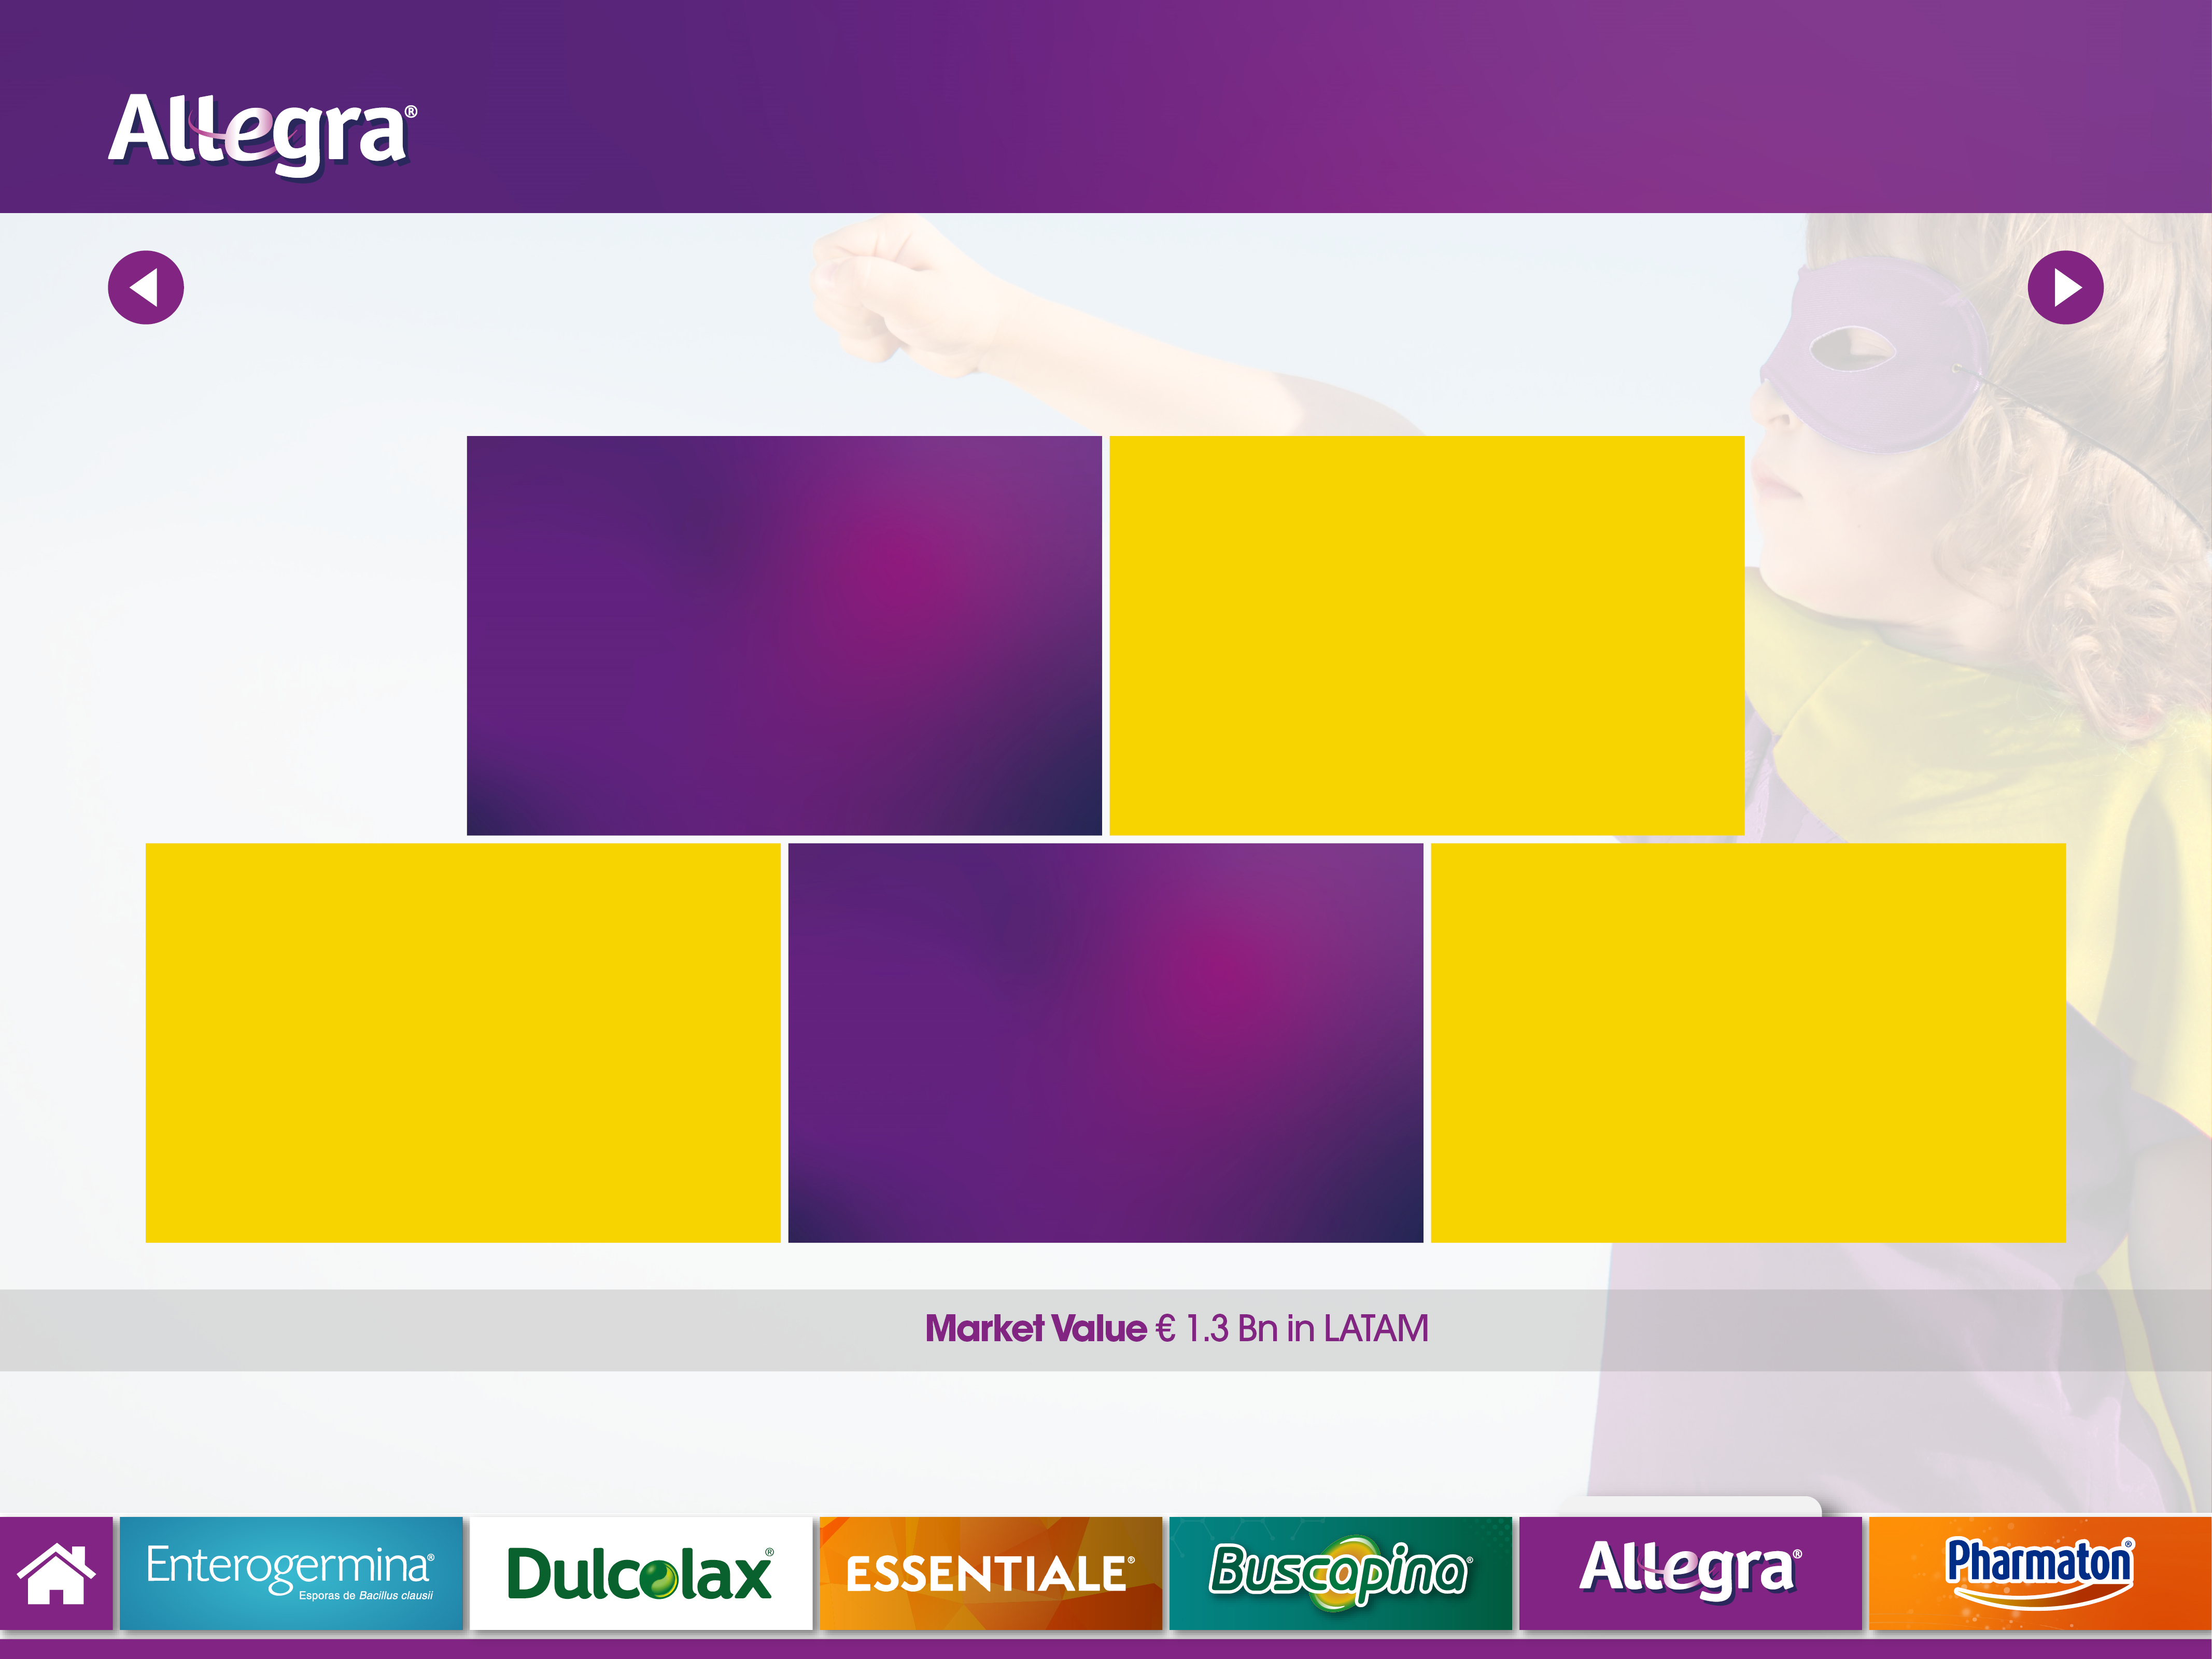 Allegra®
Market Value € 1.3 Bn in LATAM
Enterogermina®
Esporas de Bacillus clausii
Dulcolax®
ESSENTIALE®
Buscapina®
Allegra®
Pharmaton®